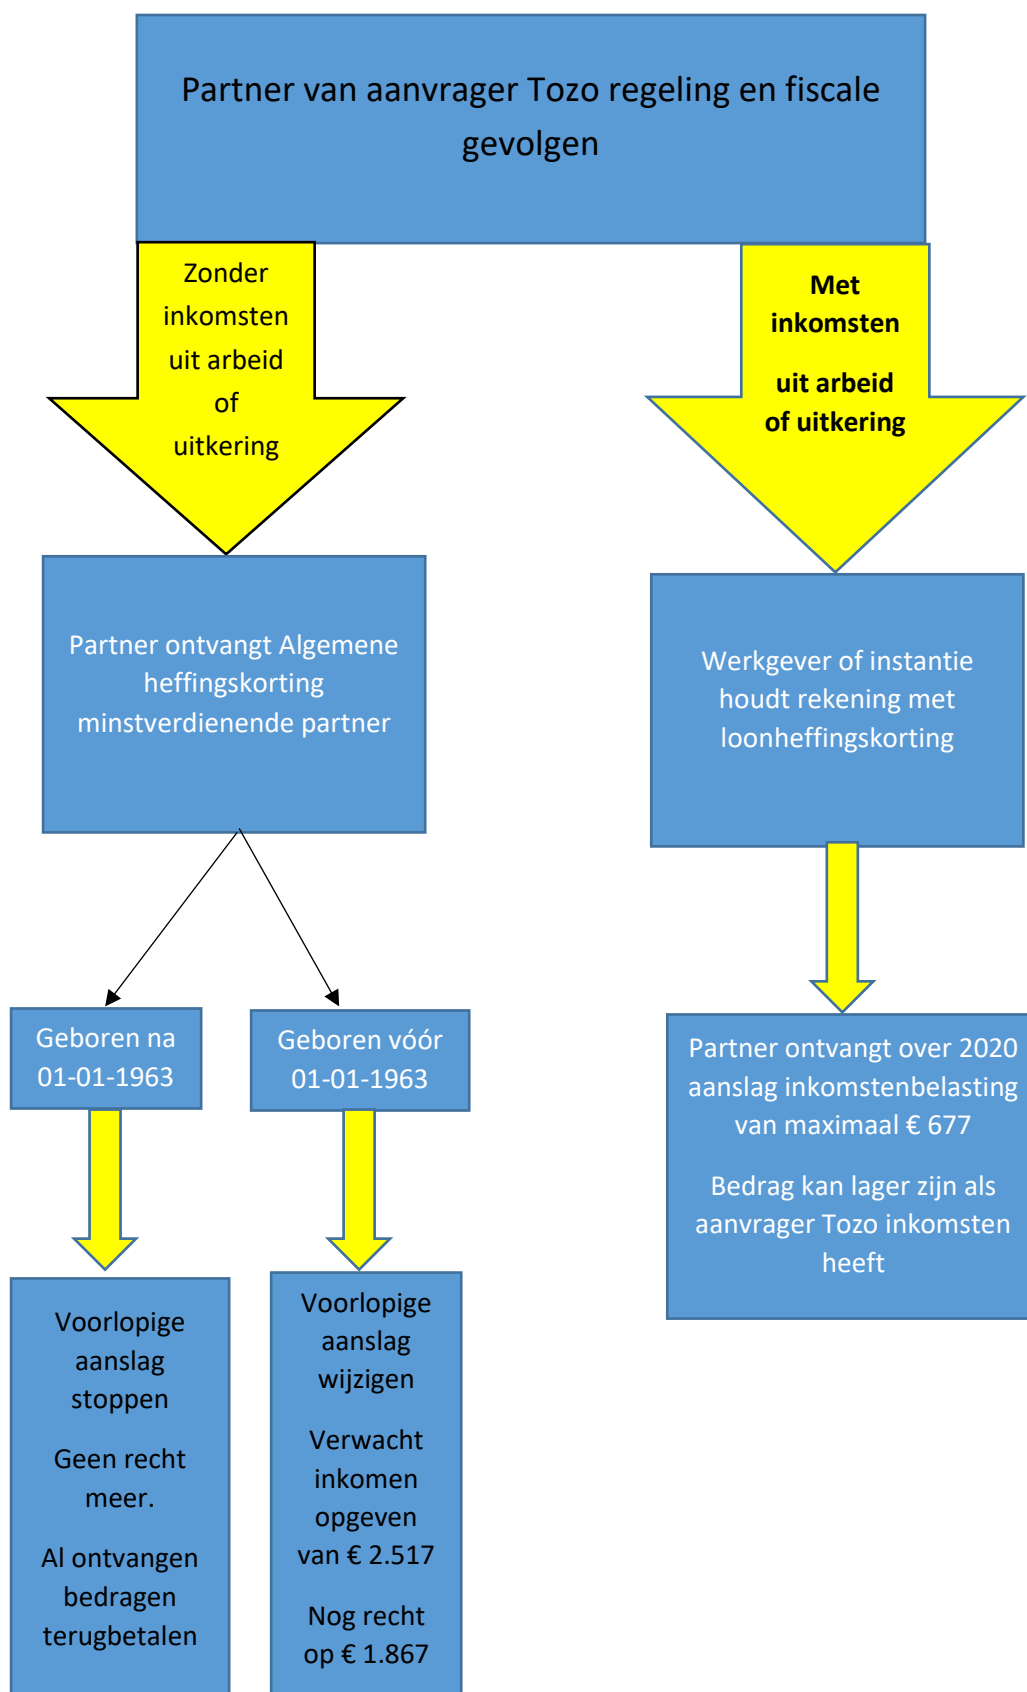 Partner van aanvrager Tozo regeling en fiscale
gevolgen
Zonder
inkomsten
uit arbeid
of
uitkering
Met
inkomsten
uit arbeid
of uitkering
Partner ontvangt Algemene
heffingskorting
minstverdienende partner
Werkgever of instantie
houdt rekening met
loonheffingskorting
Geboren na
01-01-1963
Geboren vóór
01-01-1963
Partner ontvangt over 2020
aanslag inkomstenbelasting
van maximaal € 677
Bedrag kan lager zijn als
aanvrager Tozo inkomsten
heeft
Voorlopige
aanslag
stoppen
Geen recht
meer.
Al ontvangen
bedragen
terugbetalen
Voorlopige
aanslag
wijzigen
Verwacht
inkomen
opgeven
van € 2.517
Nog recht
op € 1.867